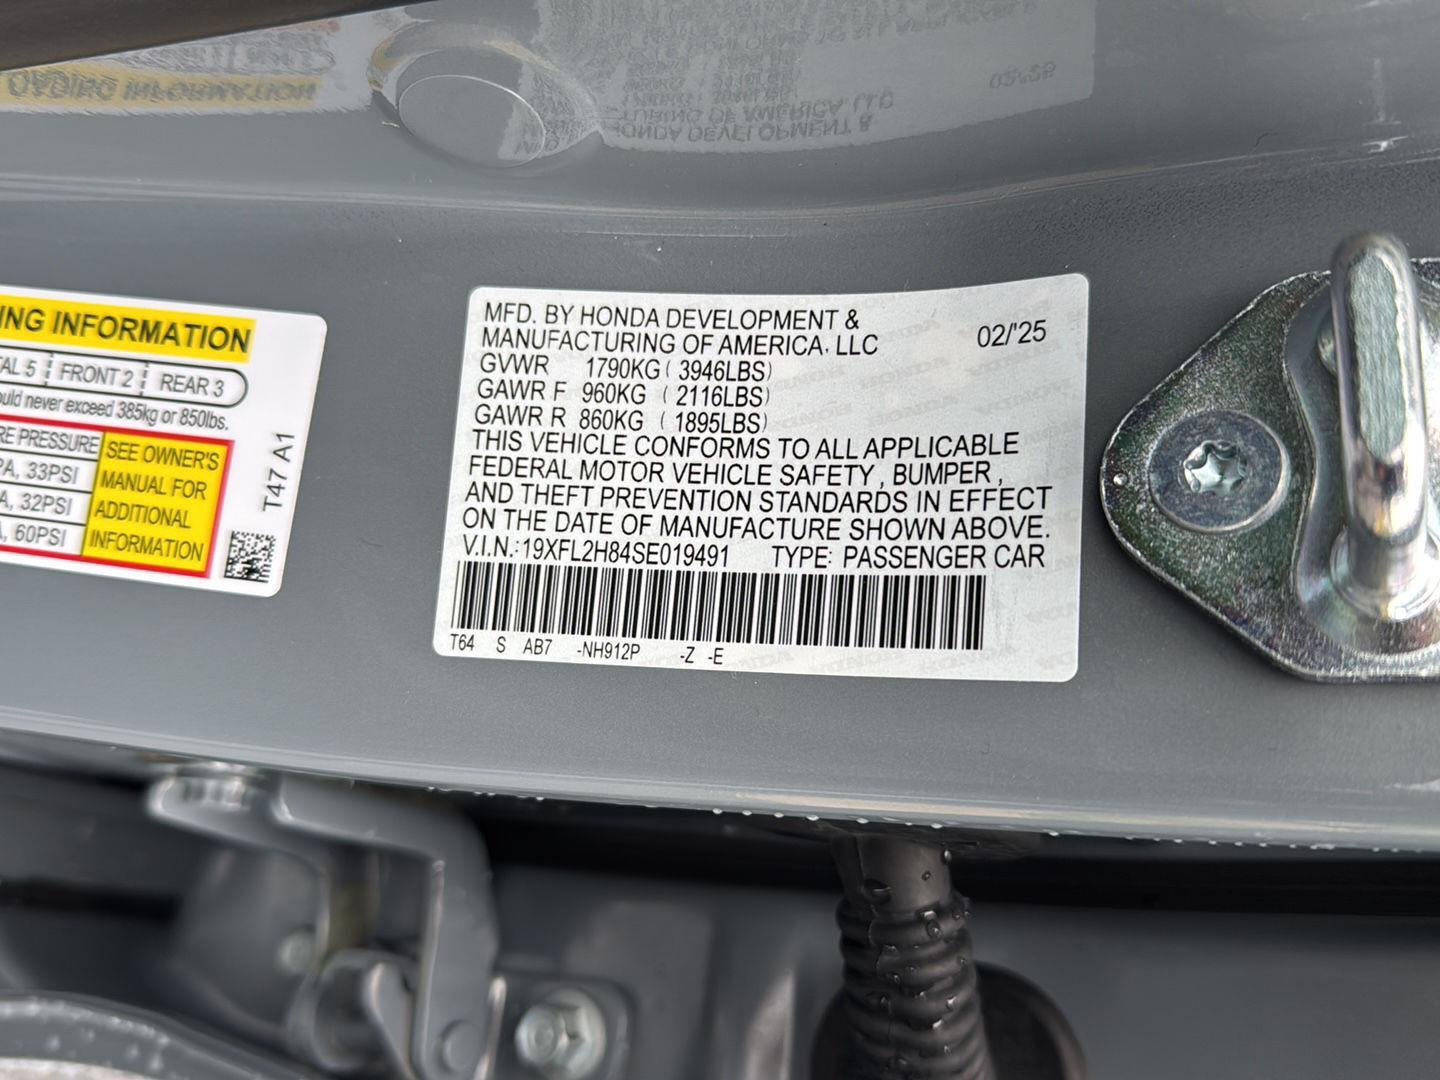 ING INFORMATION
TAL 5 FRONT 2 REAR 3
ould never exceed 385kg or 850lbs.
RE PRESSURE
PA, 33PSI
A, 32PSI
A, 60PSI
SEE OWNER'S
MANUAL FOR
ADDITIONAL
INFORMATION
T47 A1
MFD. BY HONDA DEVELOPMENT &
MANUFACTURING OF AMERICA, LLC
02/'25
GVWR 1790KG ( 3946LBS)
GAWR F 960KG ( 2116LBS)
GAWR R 860KG ( 1895LBS)
THIS VEHICLE CONFORMS TO ALL APPLICABLE
FEDERAL MOTOR VEHICLE SAFETY, BUMPER,
AND THEFT PREVENTION STANDARDS IN EFFECT
ON THE DATE OF MANUFACTURE SHOWN ABOVE.
V.I.N.: 19XFL2H84SE019491 TYPE: PASSENGER CAR
T64 S AB7 -NH912P -Z -E